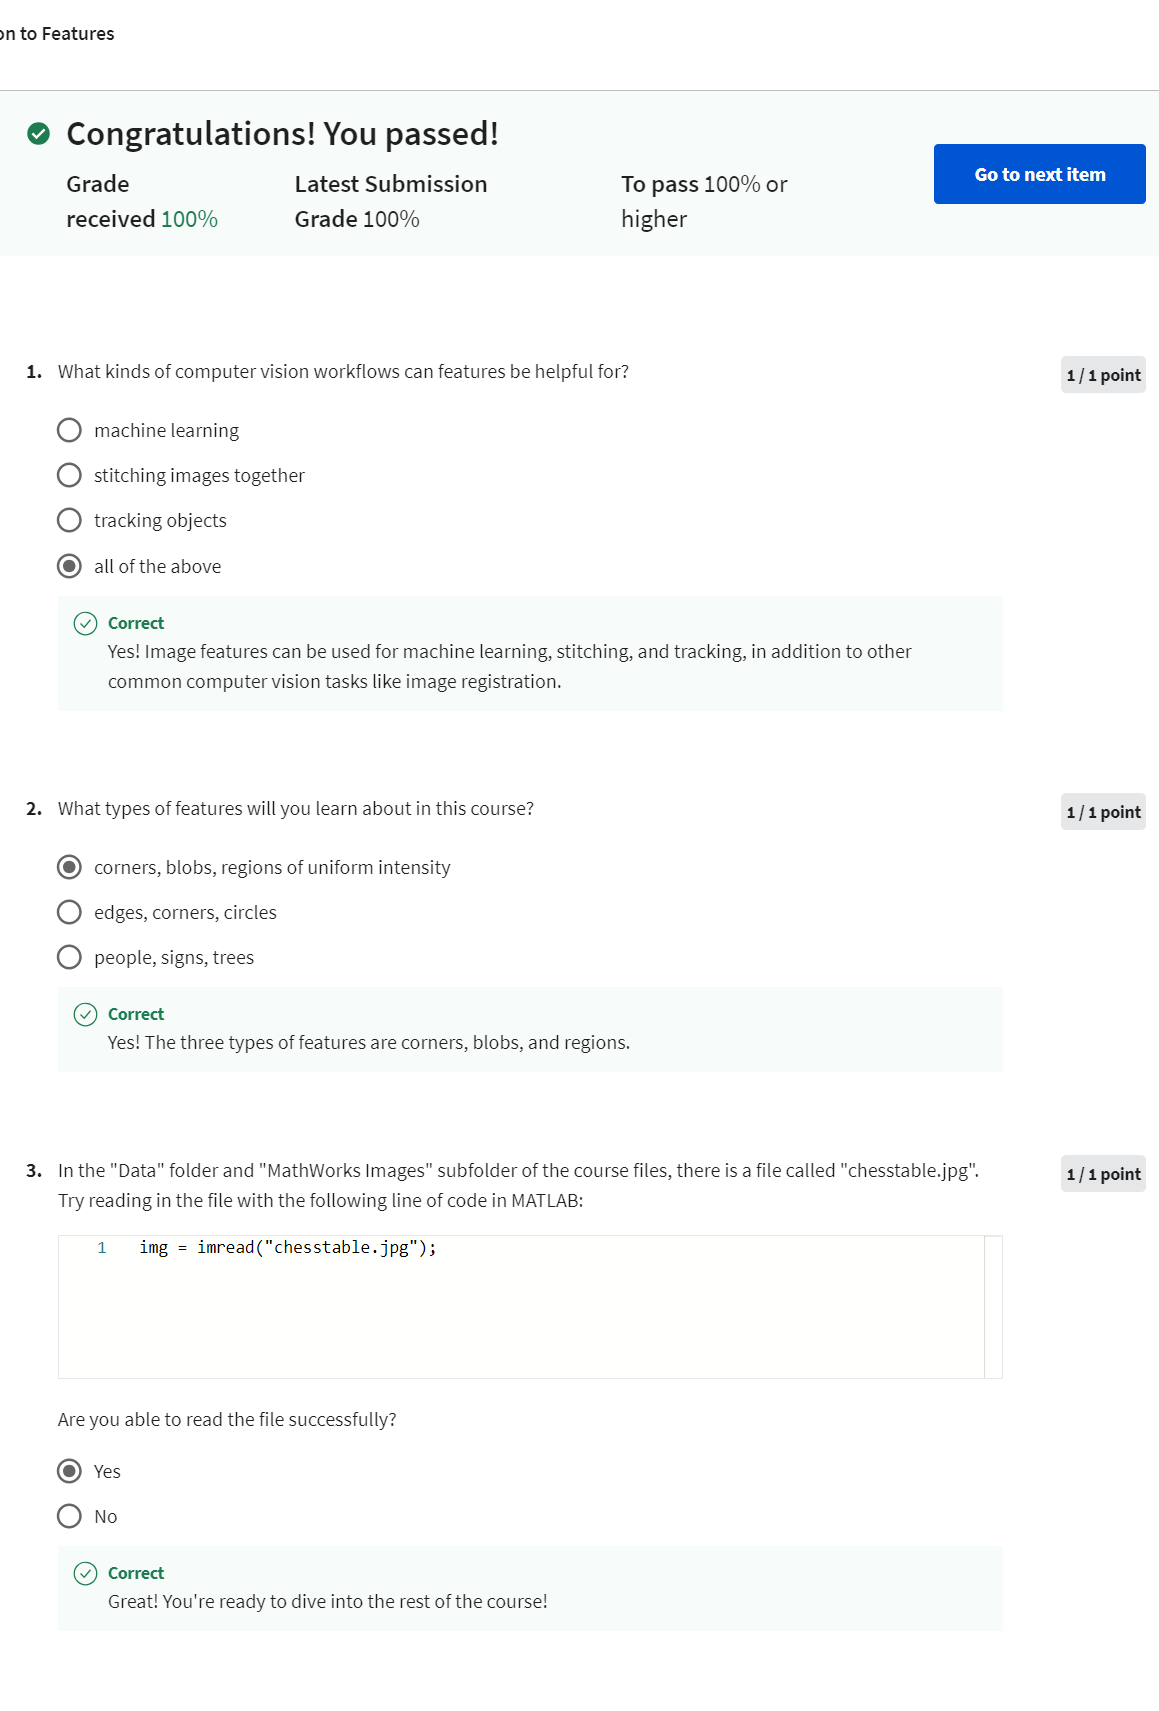 on to Features
Congratulations! You passed!
Grade
received 100%
Latest Submission
Grade 100%
To pass 100% or
higher
Go to next item
1. What kinds of computer vision workflows can features be helpful for?
1 / 1 point
machine learning
stitching images together
tracking objects
all of the above
Correct
Yes! Image features can be used for machine learning, stitching, and tracking, in addition to other
common computer vision tasks like image registration.
2. What types of features will you learn about in this course?
1 / 1 point
corners, blobs, regions of uniform intensity
edges, corners, circles
people, signs, trees
Correct
Yes! The three types of features are corners, blobs, and regions.
3. In the "Data" folder and "MathWorks Images" subfolder of the course files, there is a file called "chesstable.jpg".
Try reading in the file with the following line of code in MATLAB:
1 / 1 point
1 img = imread("chesstable.jpg");
Are you able to read the file successfully?
Yes
No
Correct
Great! You're ready to dive into the rest of the course!